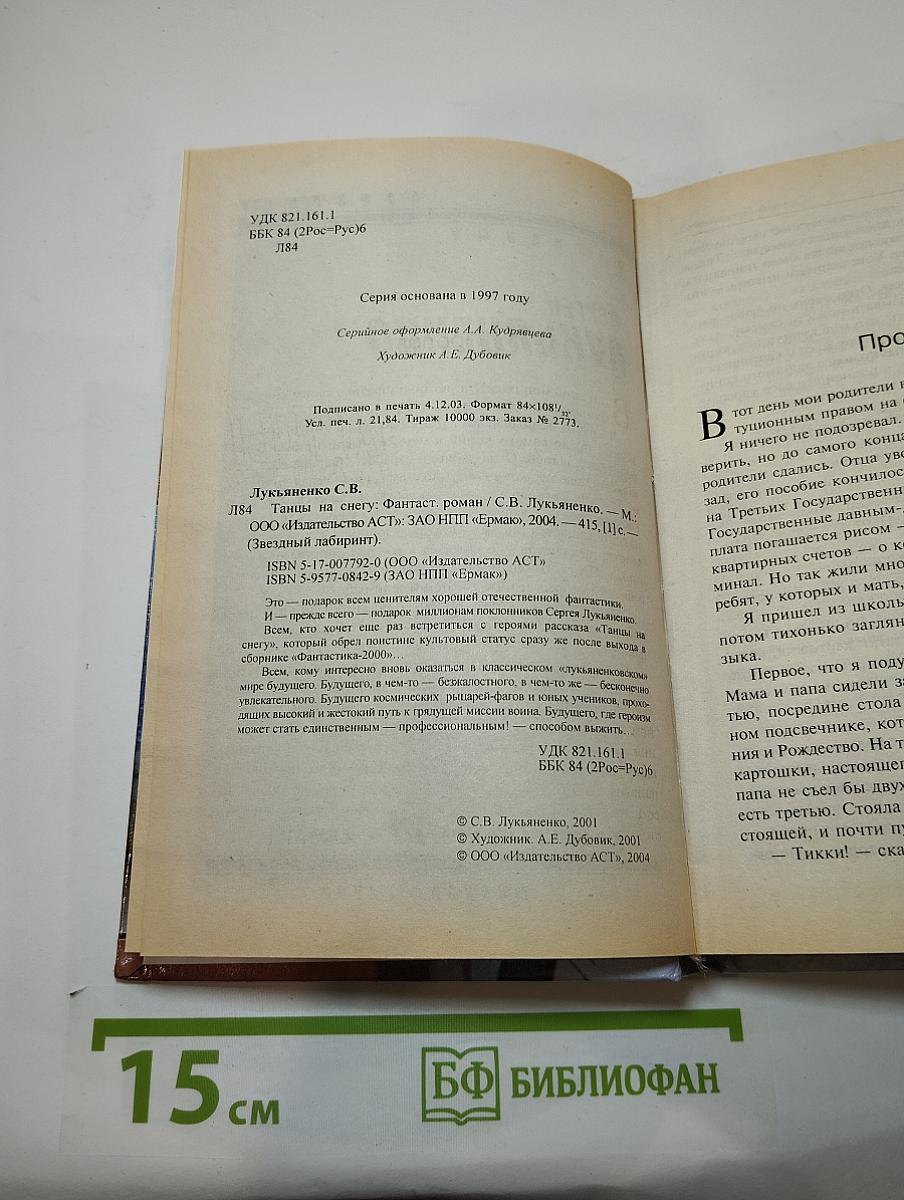 УДК 821.161.1
ББК 84 (2Рос=Рус)6
Л84
Серия основана в 1997 году
Серийное оформление А.А. Кудрявцева
Художник А.Е. Дубовик
Подписано в печать 4.12.03. Формат 84×108¹/₃₂.
Усл. печ. л. 21,84. Тираж 10000 экз. Заказ № 2773.
Лукьяненко С.В.
Л84 Танцы на снегу: Фантаст. роман / С.В. Лукьяненко. — М.:
ООО «Издательство АСТ»: ЗАО НПП «Ермак», 2004. — 415, [1] с. —
(Звездный лабиринт).
ISBN 5-17-007792-0 (ООО «Издательство АСТ»
ISBN 5-9577-0842-9 (ЗАО НПП «Ермак»)
Это — подарок всем ценителям хорошей отечественной фантастики.
И — прежде всего — подарок миллионам поклонников Сергея Лукьяненко.
Всем, кто хочет еще раз встретиться с героями рассказа «Танцы на
снегу», который обрел поистине культовый статус сразу же после выхода в
сборнике «Фантастика-2000»...
Всем, кому интересно вновь оказаться в классическом «лукьяненковском»
мире будущего. Будущего, в чем-то — безжалостного, в чем-то же — бесконечно
увлекательного. Будущего космических рыцарей-фагов и юных учеников, прохо-
дящих высокий и жестокий путь к грядущей миссии воина. Будущего, где героизм
может стать единственным — профессиональным! — способом выжить...
УДК 821.161.1
ББК 84 (2Рос=Рус)6
© С.В. Лукьяненко, 2001
© Художник. А.Е. Дубовик, 2001
© ООО «Издательство АСТ», 2004
Про
В тот день мои родители
туционным правом на
Я ничего не подозревал.
верить, но до самого конца
родители сдались. Отца уво
зад, его пособие кончилос
на Третьих Государственн
Государственные давным-
плата погашается рисом —
квартирных счетов — о к
минал. Но так жили мно
ребят, у которых и мать,
Я пришел из школь
потом тихонько заглян
зыка.
Первое, что я поду
Мама и папа сидели за
тью, посредине стола
ном подсвечнике, кот
ния и Рождество. На т
картошки, настоящег
папа не съел бы двух
есть третью. Стояла
стоящей, и почти пу
— Тикки! — ска
15 см
БФ БИБЛИОФАН